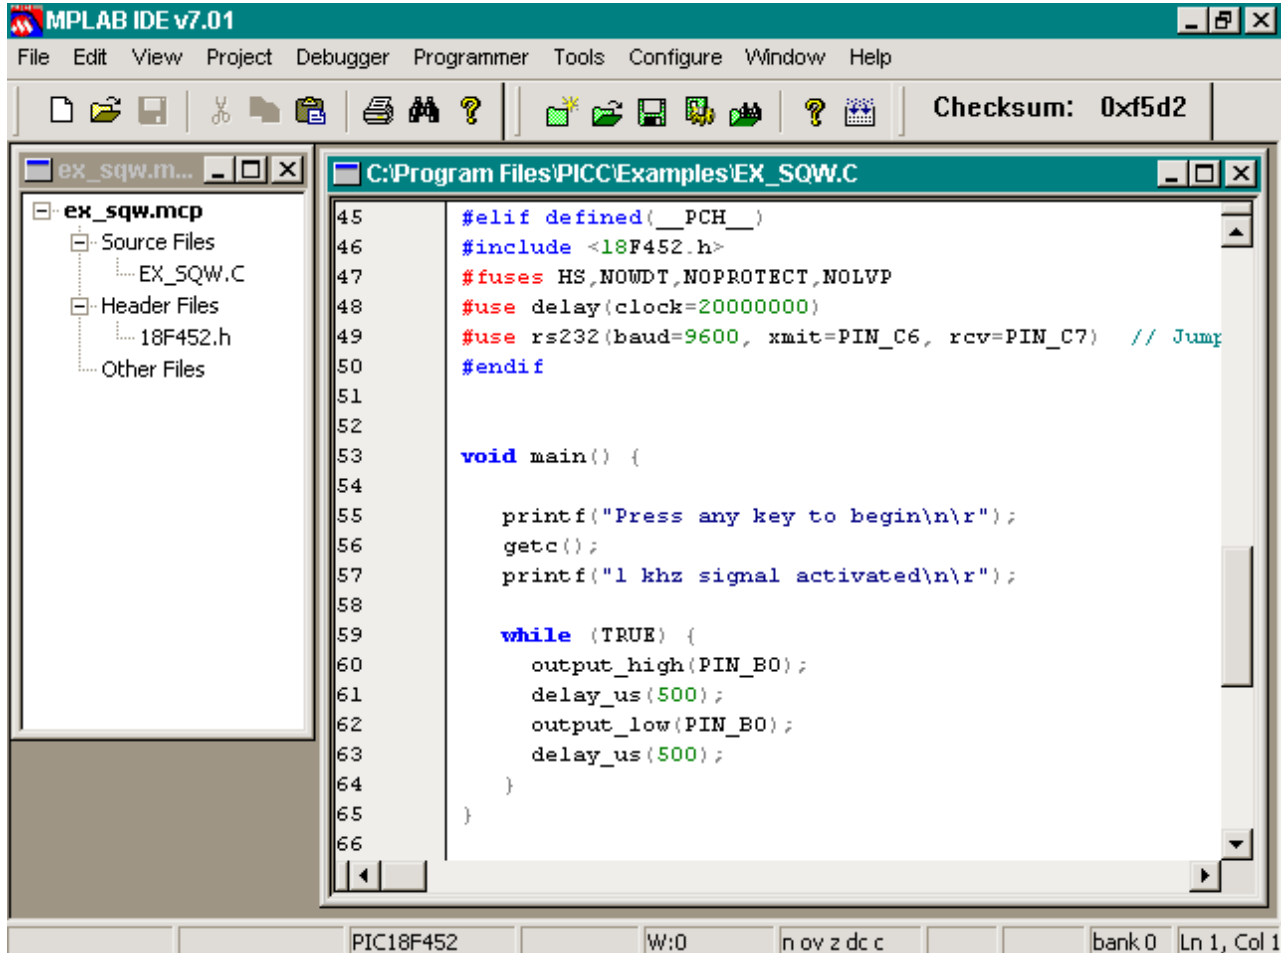 MPLAB IDE v7.01
File Edit View Project Debugger Programmer Tools Configure Window Help
Checksum: 0xf5d2
ex_sqw.m...
ex_sqw.mcp
Source Files
EX_SQW.C
Header Files
18F452.h
Other Files
C:\Program Files\PICC\Examples\EX_SQW.C
45 #elif defined(__PCH__)
46 #include <18F452.h>
47 #fuses HS,NOWDT,NOPROTECT,NOLVP
48 #use delay(clock=20000000)
49 #use rs232(baud=9600, xmit=PIN_C6, rcv=PIN_C7) // Jump
50 #endif
51
52
53 void main() {
54
55 printf("Press any key to begin\n\r");
56 getc();
57 printf("1 khz signal activated\n\r");
58
59 while (TRUE) {
60 output_high(PIN_B0);
61 delay_us(500);
62 output_low(PIN_B0);
63 delay_us(500);
64 }
65 }
66
PIC18F452 W:0 n ov z dc c bank 0 Ln 1, Col 1